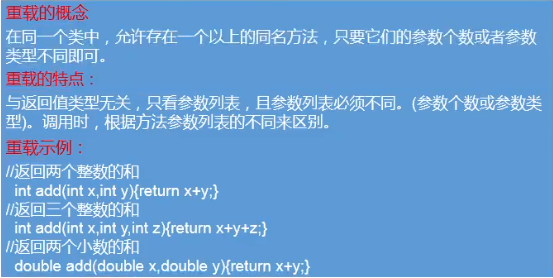 重载的概念
在同一个类中，允许存在一个以上的同名方法，只要它们的参数个数或者参数
类型不同即可。
重载的特点：
与返回值类型无关，只看参数列表，且参数列表必须不同。(参数个数或参数类
型)。调用时，根据方法参数列表的不同来区别。
重载示例：
//返回两个整数的和
int add(int x,int y){return x+y;}
//返回三个整数的和
int add(int x,int y,int z){return x+y+z;}
//返回两个小数的和
double add(double x,double y){return x+y;}